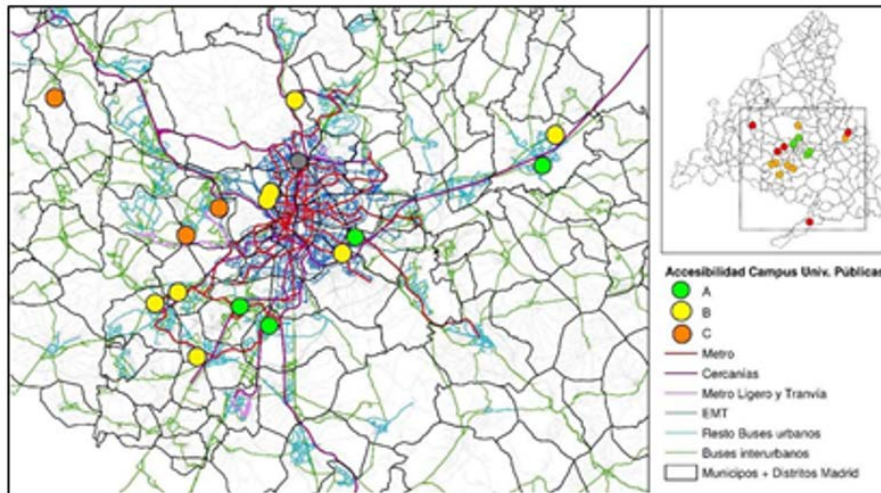 Accesibilidad Campus Univ. Públicas
A
B
C
Metro
Cercanías
Metro Ligero y Tranvía
EMT
Resto Buses urbanos
Buses interurbanos
Municipos + Distritos Madrid